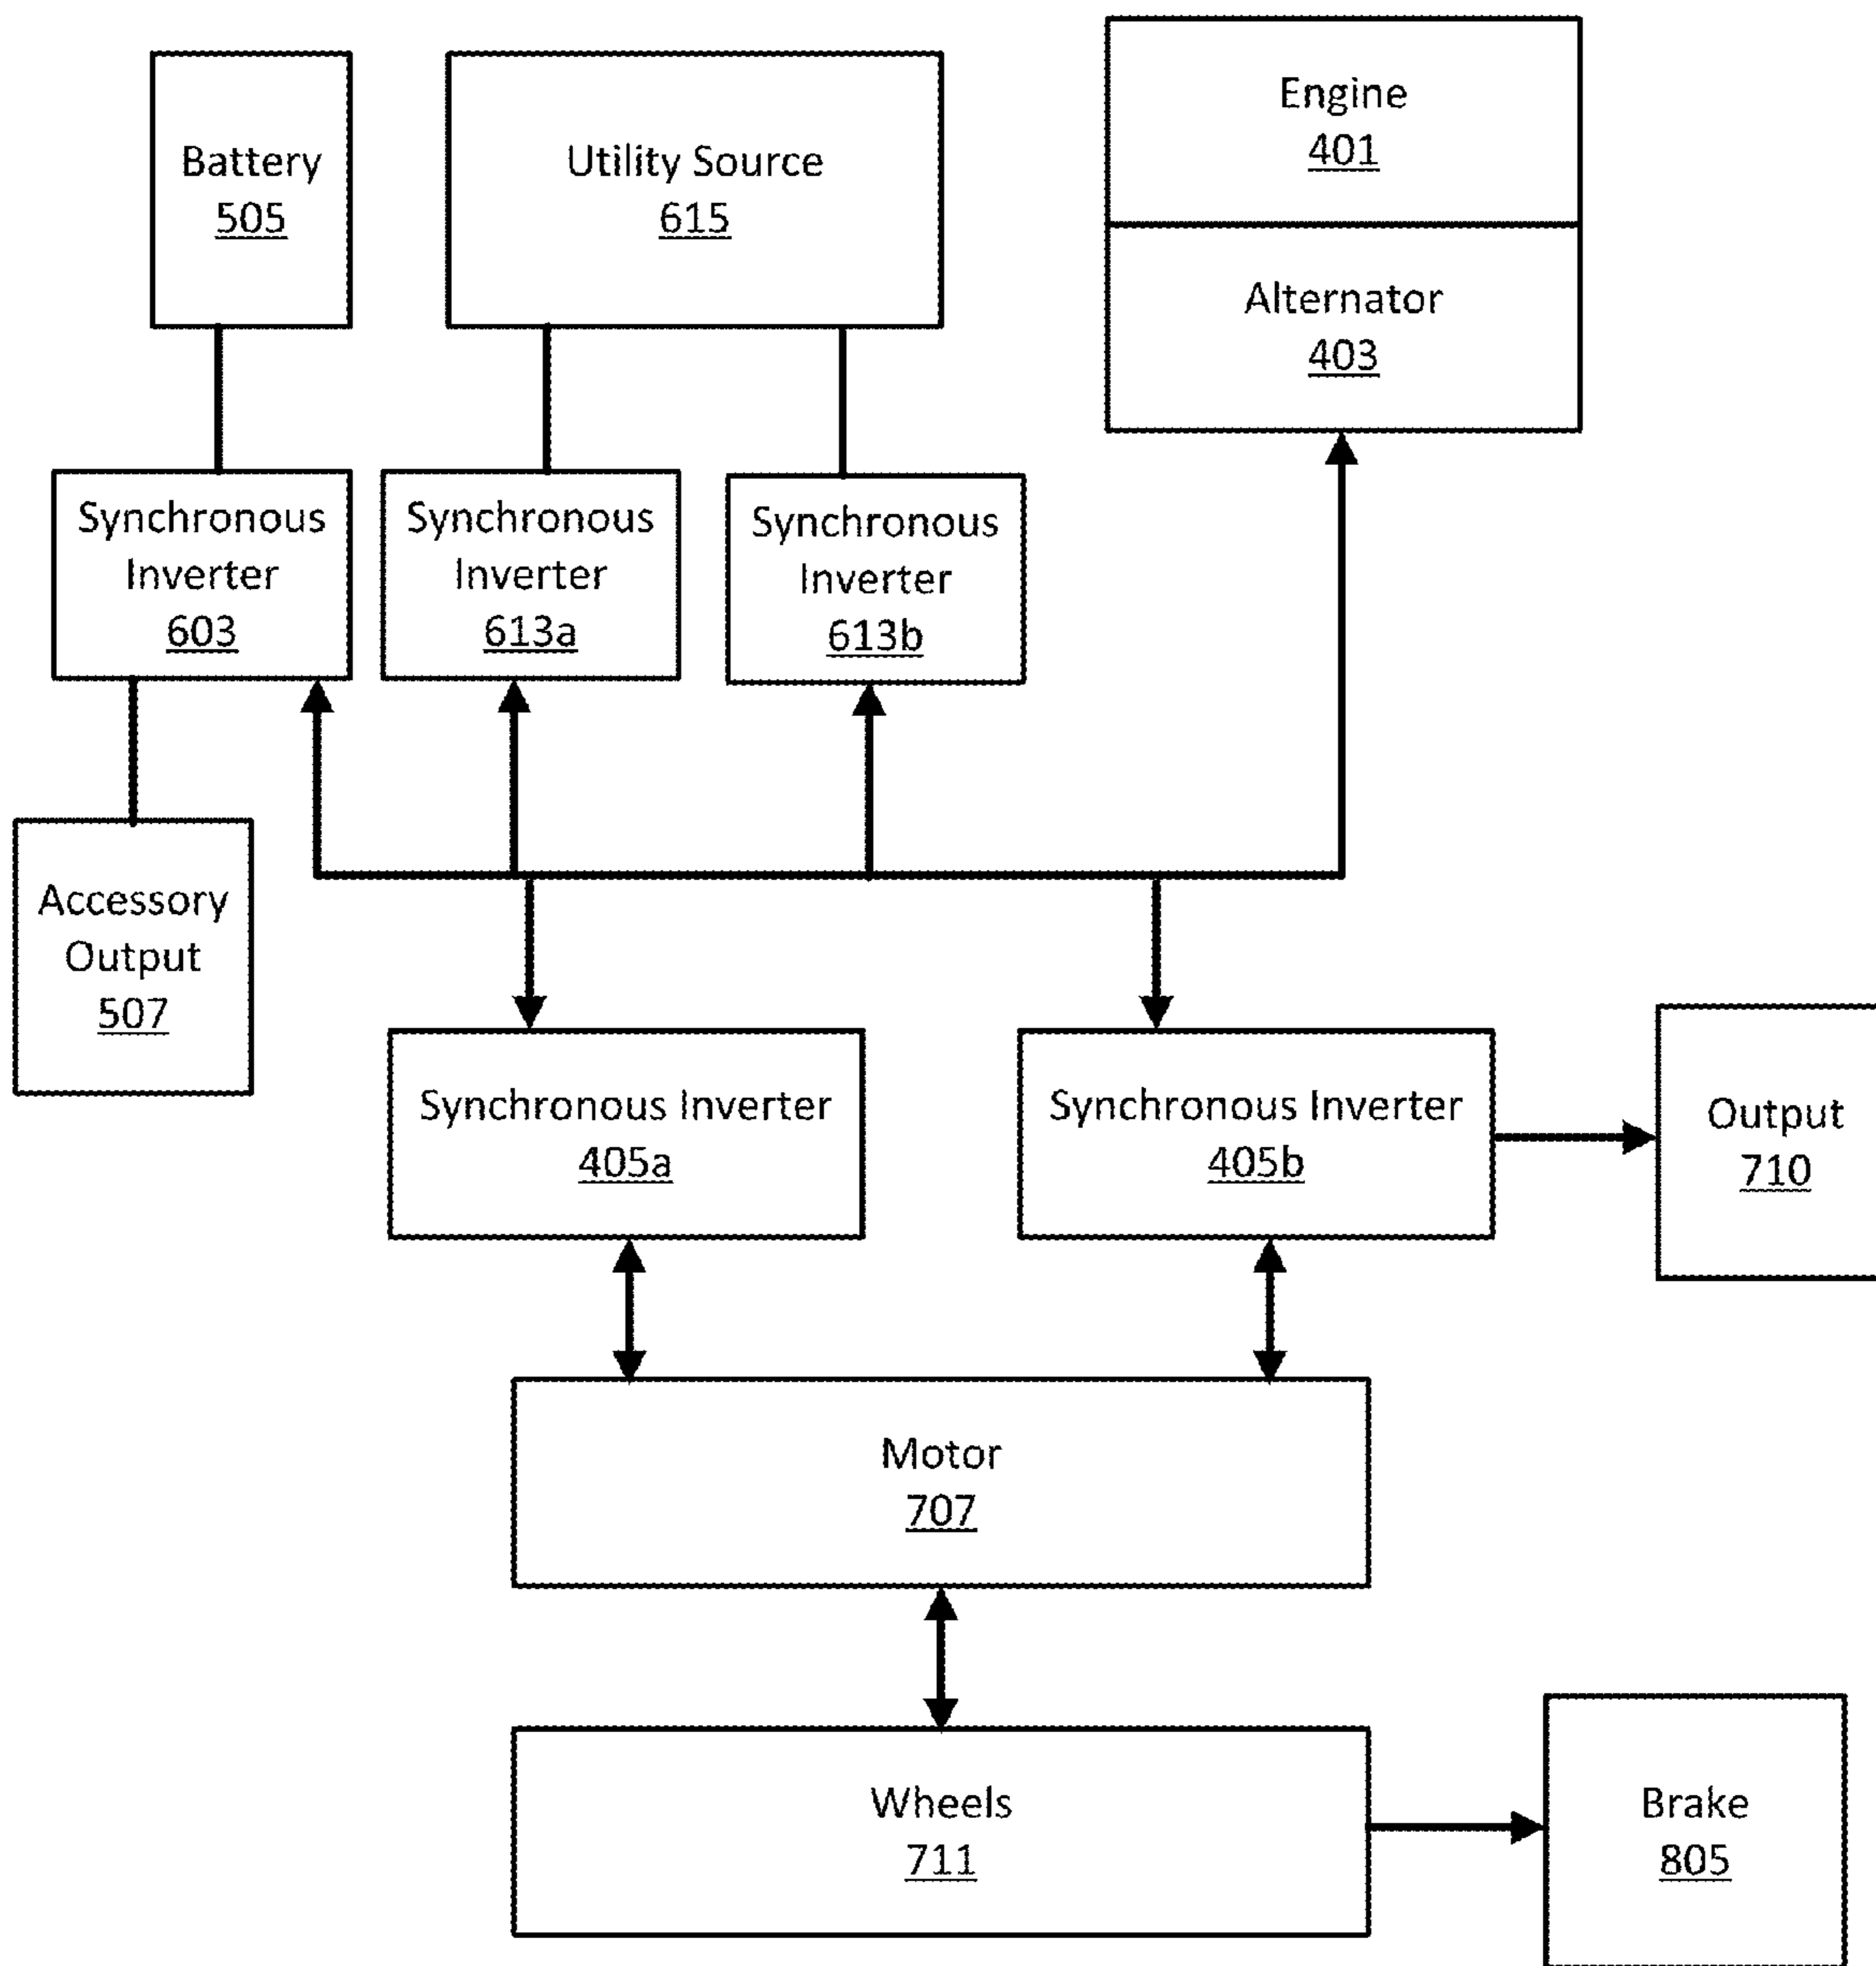 Battery
505
Utility Source
615
Engine
401
Alternator
403
Synchronous
Inverter
603
Synchronous
Inverter
613a
Synchronous
Inverter
613b
Accessory
Output
507
Synchronous Inverter
405a
Synchronous Inverter
405b
Output
710
Motor
707
Wheels
711
Brake
805